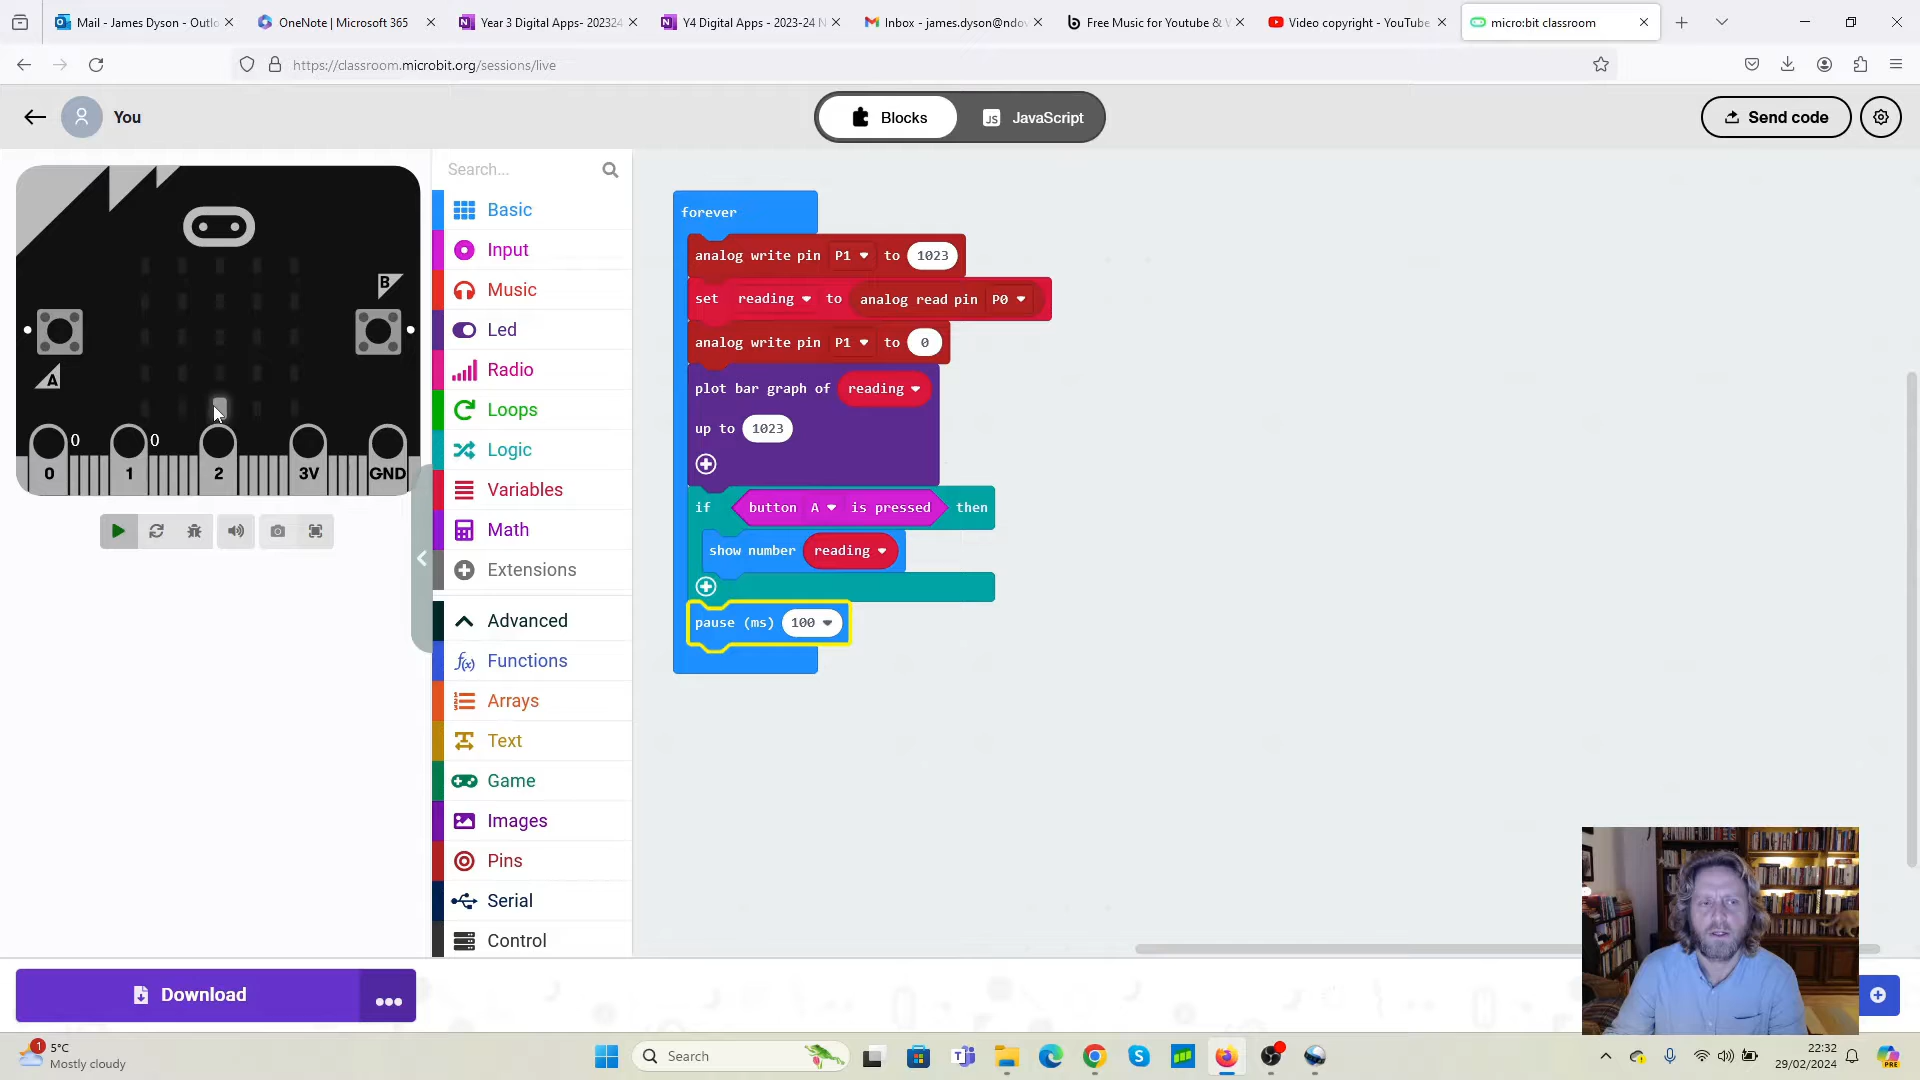 Mail - James Dyson - Outlo
OneNote | Microsoft 365
Year 3 Digital Apps- 202324
Y4 Digital Apps - 2023-24 N
Inbox - james.dyson@ndov
Free Music for Youtube &
Video copyright - YouTube
micro:bit classroom
https://classroom.microbit.org/sessions/live
You
Blocks
JS
JavaScript
Send code
Search...
Basic
Input
Music
Led
Radio
Loops
Logic
Variables
Math
Extensions
Advanced
f(x) Functions
Arrays
Text
Game
Images
Pins
Serial
Control
B
A
0
0
0
1
2
3V
GND
forever
analog write pin P1 to 1023
set reading to analog read pin P0
analog write pin P1 to 0
plot bar graph of reading
up to 1023
if button A is pressed then
show number reading
pause (ms) 100
Download
1
5°C
Mostly cloudy
Search
22:32
29/02/2024
PRE